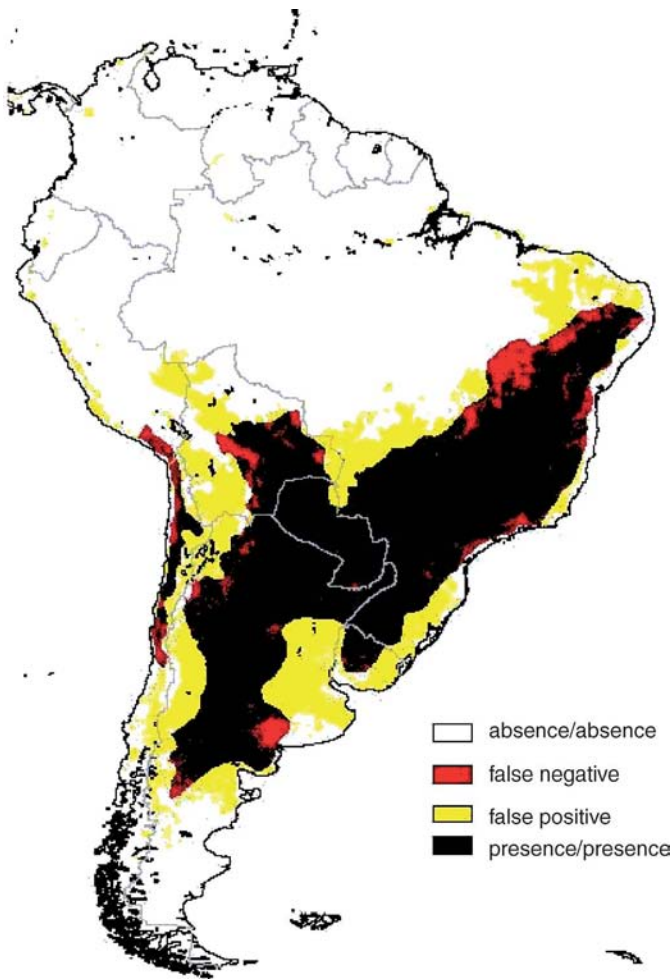 absence/absence
false negative
false positive
presence/presence